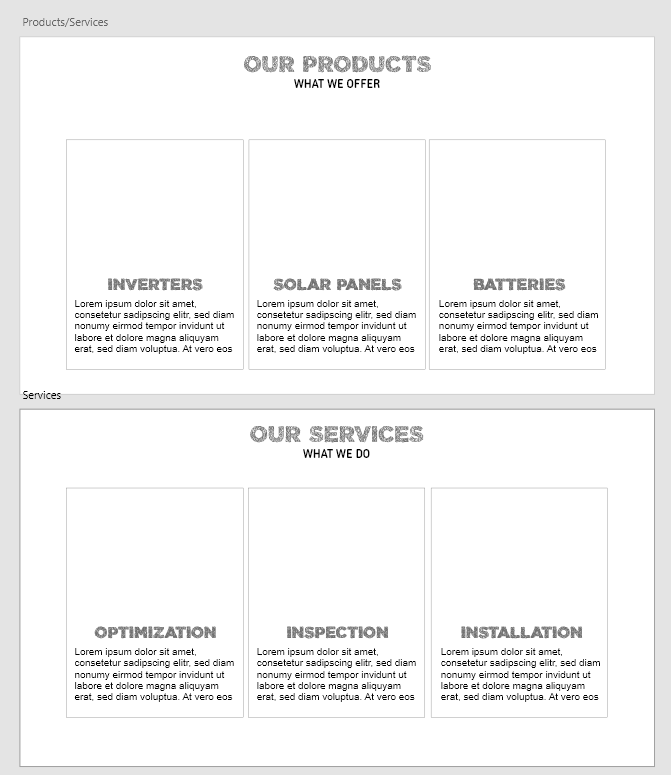 Products/Services
OUR PRODUCTS
WHAT WE OFFER
INVERTERS
Lorem ipsum dolor sit amet,
consetetur sadipscing elitr, sed diam
nonumy eirmod tempor invidunt ut
labore et dolore magna aliquyam
erat, sed diam voluptua. At vero eos
SOLAR PANELS
Lorem ipsum dolor sit amet,
consetetur sadipscing elitr, sed diam
nonumy eirmod tempor invidunt ut
labore et dolore magna aliquyam
erat, sed diam voluptua. At vero eos
BATTERIES
Lorem ipsum dolor sit amet,
consetetur sadipscing elitr, sed diam
nonumy eirmod tempor invidunt ut
labore et dolore magna aliquyam
erat, sed diam voluptua. At vero eos
Services
OUR SERVICES
WHAT WE DO
OPTIMIZATION
Lorem ipsum dolor sit amet,
consetetur sadipscing elitr, sed diam
nonumy eirmod tempor invidunt ut
labore et dolore magna aliquyam
erat, sed diam voluptua. At vero eos
INSPECTION
Lorem ipsum dolor sit amet,
consetetur sadipscing elitr, sed diam
nonumy eirmod tempor invidunt ut
labore et dolore magna aliquyam
erat, sed diam voluptua. At vero eos
INSTALLATION
Lorem ipsum dolor sit amet,
consetetur sadipscing elitr, sed diam
nonumy eirmod tempor invidunt ut
labore et dolore magna aliquyam
erat, sed diam voluptua. At vero eos